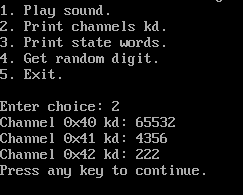 1. Play sound.
2. Print channels kd.
3. Print state words.
4. Get random digit.
5. Exit.
Enter choice: 2
Channel 0x40 kd: 65532
Channel 0x41 kd: 4356
Channel 0x42 kd: 222
Press any key to continue.